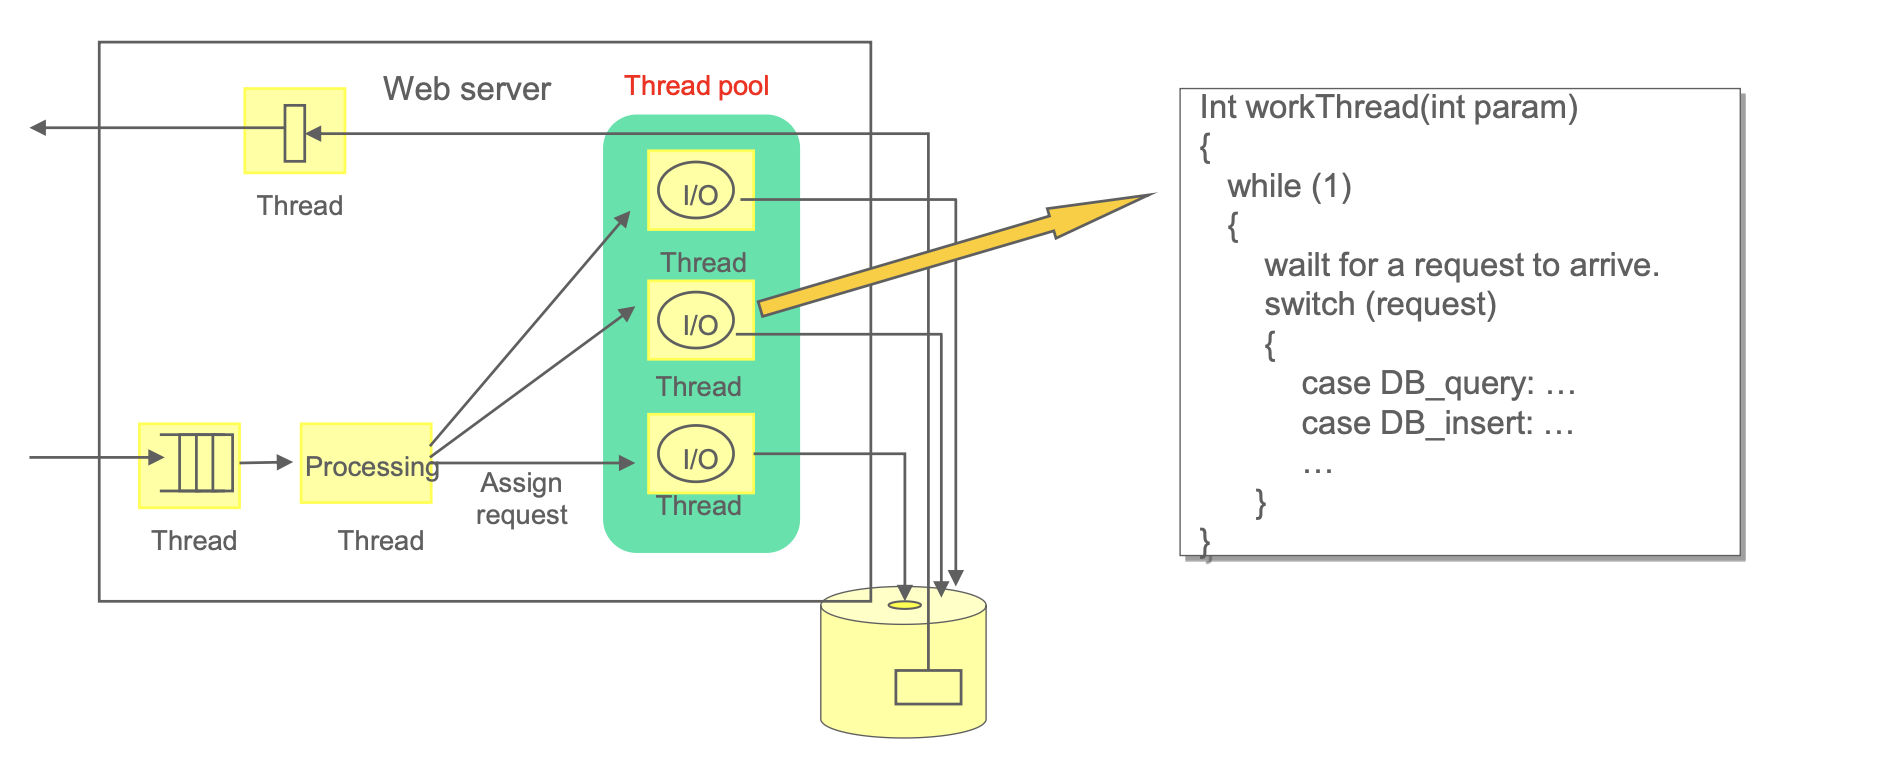 Web server
Thread pool
Thread
I/O
Thread
I/O
Thread
I/O
Thread
Processing
Assign
request
Thread
Thread
Int workThread(int param)
{
while (1)
{
wailt for a request to arrive.
switch (request)
{
case DB_query: …
case DB_insert: …
…
}
}